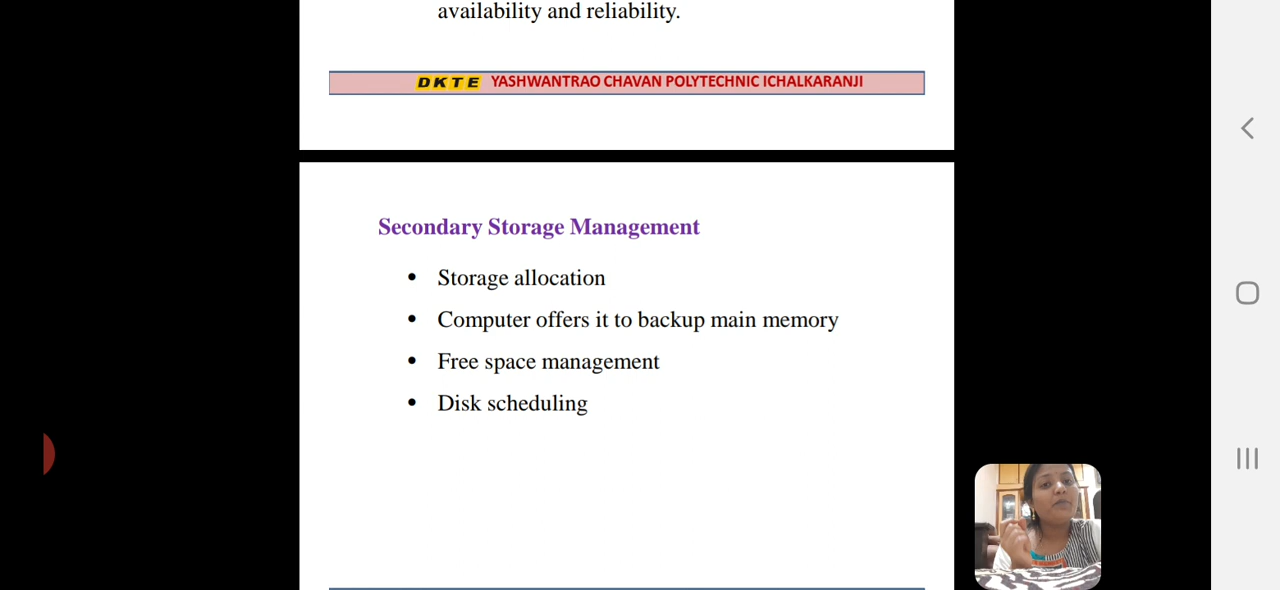 availability and reliability.
DKTE YASHWANTRAO CHAVAN POLYTECHNIC ICHALKARANJI
Secondary Storage Management
• Storage allocation
• Computer offers it to backup main memory
• Free space management
• Disk scheduling